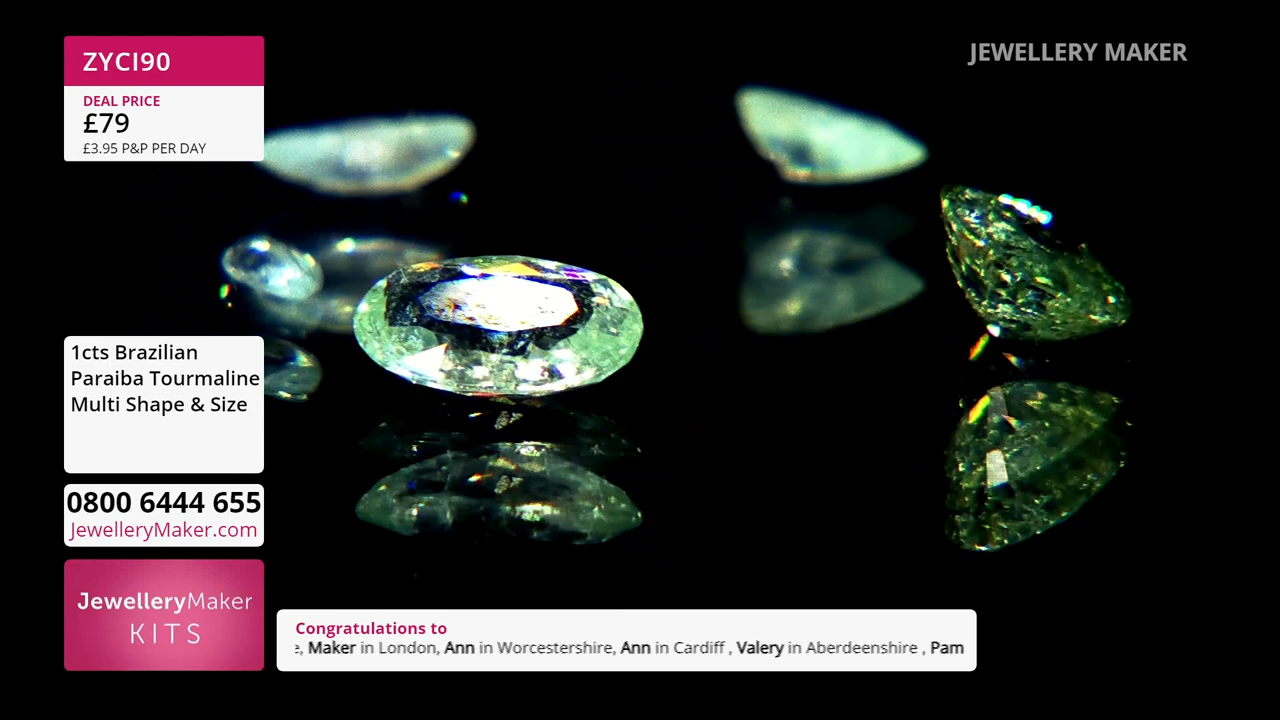 ZYCI90
DEAL PRICE
£79
£3.95 P&P PER DAY
JEWELLERY MAKER
1cts Brazilian
Paraiba Tourmaline
Multi Shape & Size
0800 6444 655
JewelleryMaker.com
JewelleryMaker
KITS
Congratulations to
, Maker in London, Ann in Worcestershire, Ann in Cardiff , Valery in Aberdeenshire , Pam